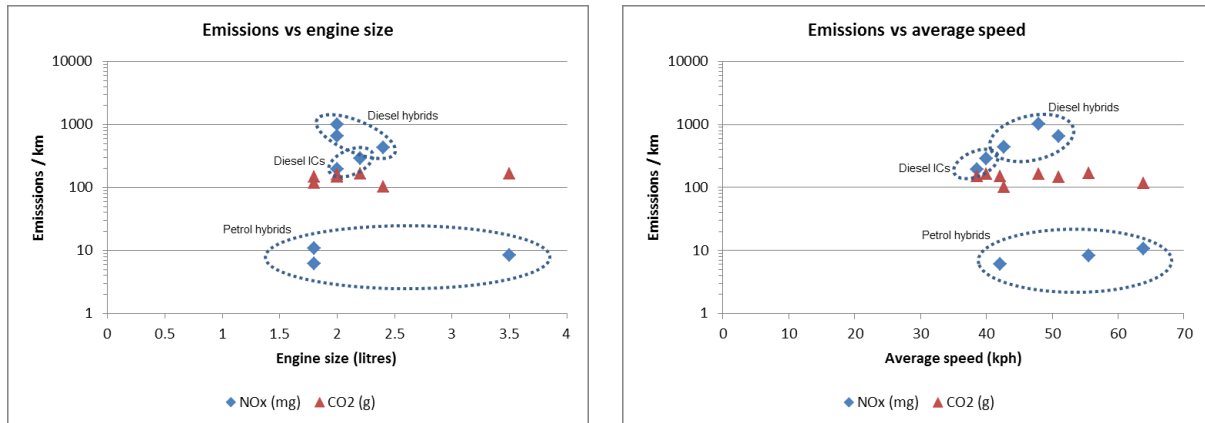 Emissions vs engine size
10000
1000
100
10
1
Emisssions / km
Diesel hybrids
Diesel ICs
Petrol hybrids
0 0.5 1 1.5 2 2.5 3 3.5 4
Engine size (litres)
NOx (mg) CO2 (g)
Emissions vs average speed
10000
1000
100
10
1
Emisssions / km
Diesel hybrids
Diesel ICs
Petrol hybrids
0 10 20 30 40 50 60 70
Average speed (kph)
NOx (mg) CO2 (g)